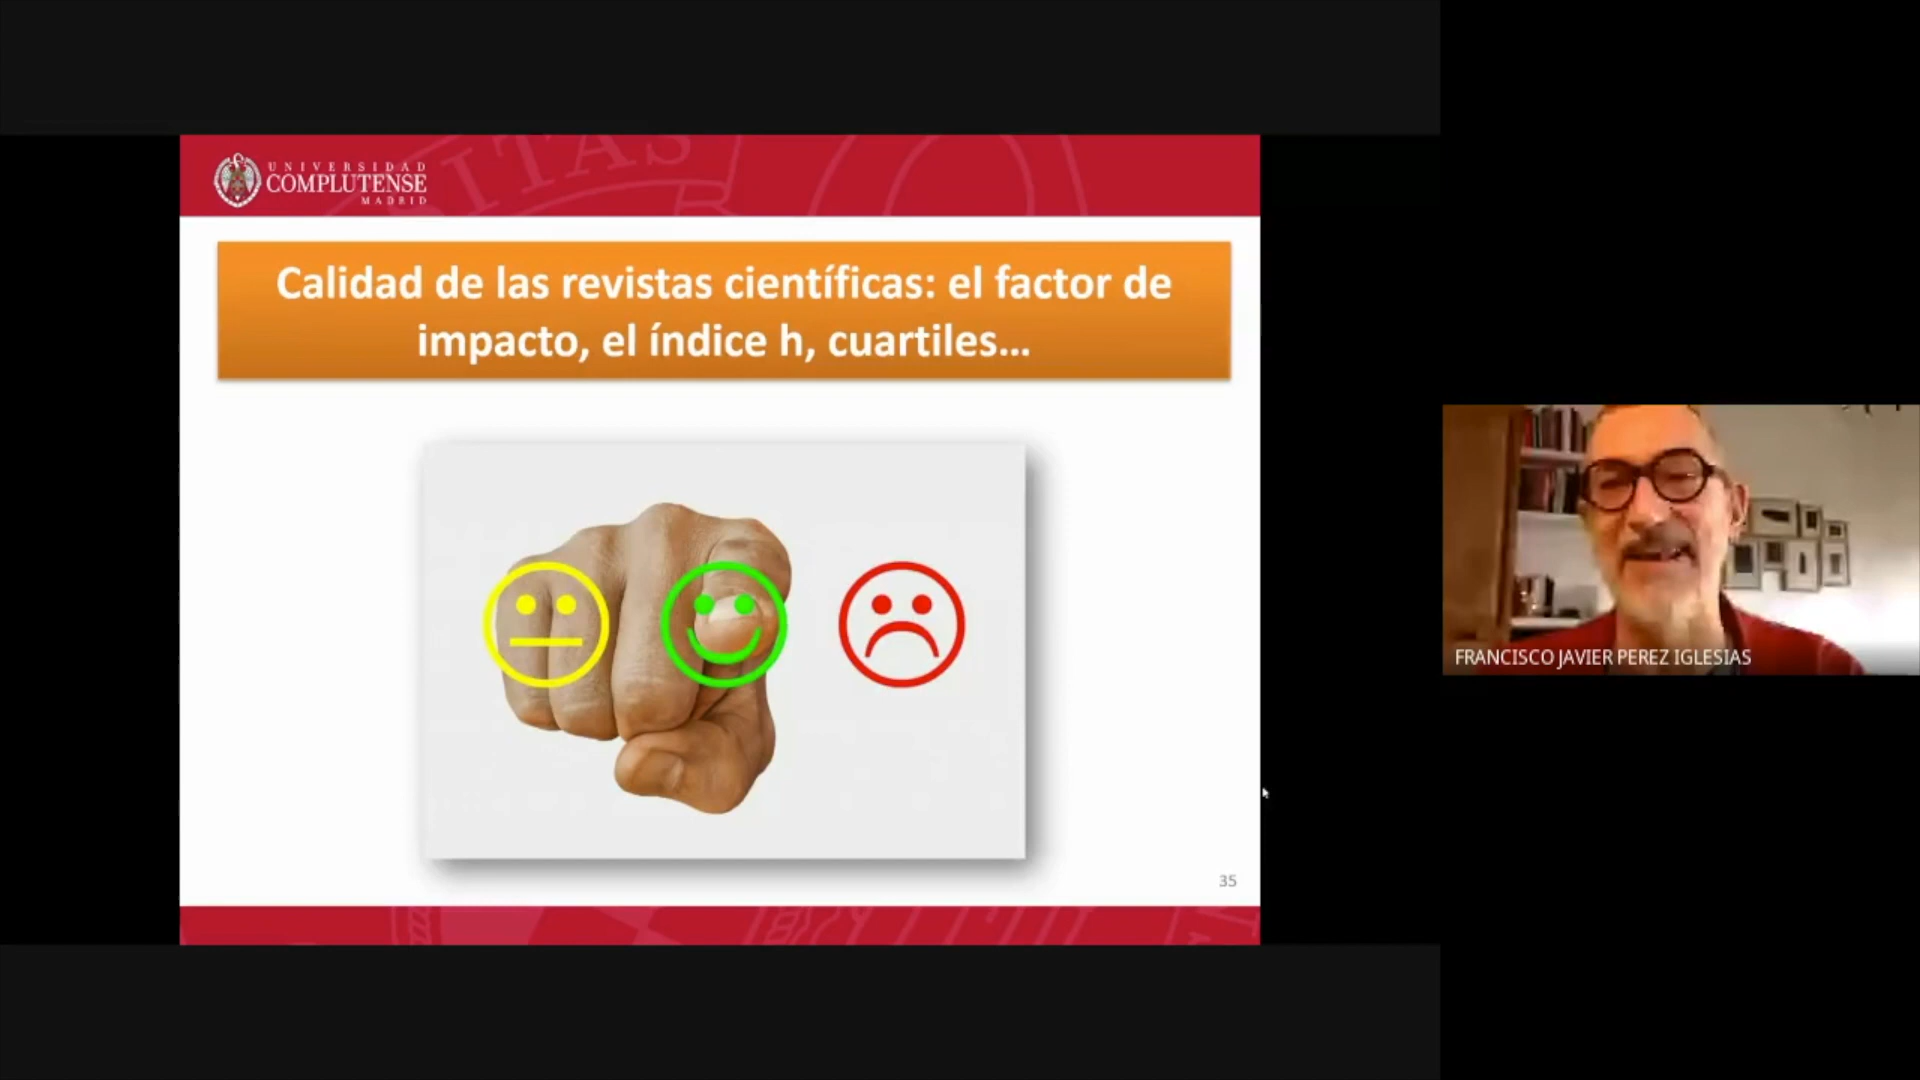 UNIVERSIDAD
COMPLUTENSE
MADRID
Calidad de las revistas científicas: el factor de
impacto, el índice h, cuartiles...
35
FRANCISCO JAVIER PEREZ IGLESIAS